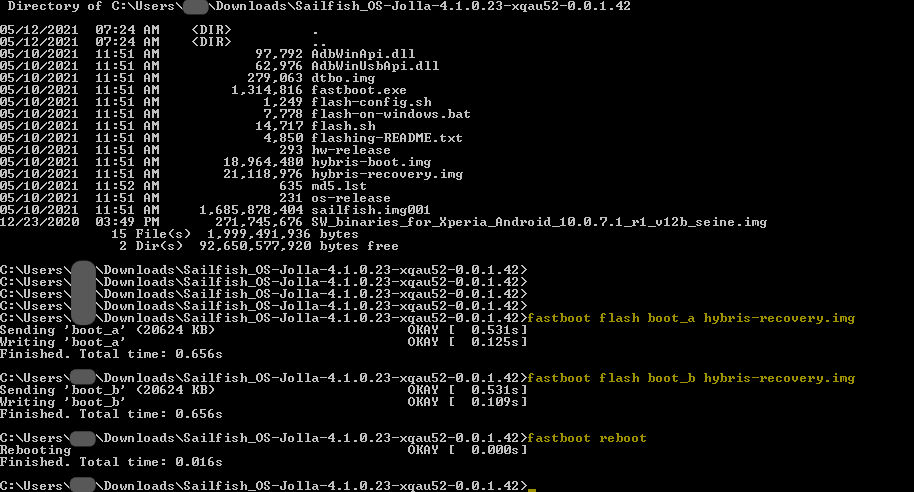 Directory of C:\Users\ \Downloads\Sailfish_OS-Jolla-4.1.0.23-xqau52-0.0.1.42
05/12/2021  07:24 AM    <DIR>          .
05/12/2021  07:24 AM    <DIR>          ..
05/10/2021  11:51 AM            97,792 AdbWinApi.dll
05/10/2021  11:51 AM            62,976 AdbWinUsbApi.dll
05/10/2021  11:51 AM           279,063 dtbo.img
05/10/2021  11:51 AM         1,314,816 fastboot.exe
05/10/2021  11:51 AM             1,249 flash-config.sh
05/10/2021  11:51 AM             7,778 flash-on-windows.bat
05/10/2021  11:51 AM            14,717 flash.sh
05/10/2021  11:51 AM             4,850 flashing-README.txt
05/10/2021  11:51 AM               293 hw-release
05/10/2021  11:51 AM        18,964,480 hybris-boot.img
05/10/2021  11:51 AM        21,118,976 hybris-recovery.img
05/10/2021  11:52 AM               635 md5.lst
05/10/2021  11:51 AM               231 os-release
05/10/2021  11:51 AM     1,685,878,404 sailfish.img001
12/23/2020  03:49 PM       271,745,676 SW_binaries_for_Xperia_Android_10.0.7.1_r1_v12b_seine.img
15 File(s)  1,999,491,936 bytes
2 Dir(s)  92,650,577,920 bytes free
C:\Users\ \Downloads\Sailfish_OS-Jolla-4.1.0.23-xqau52-0.0.1.42>
C:\Users\ \Downloads\Sailfish_OS-Jolla-4.1.0.23-xqau52-0.0.1.42>
C:\Users\ \Downloads\Sailfish_OS-Jolla-4.1.0.23-xqau52-0.0.1.42>
C:\Users\ \Downloads\Sailfish_OS-Jolla-4.1.0.23-xqau52-0.0.1.42>
C:\Users\ \Downloads\Sailfish_OS-Jolla-4.1.0.23-xqau52-0.0.1.42>fastboot flash boot_a hybris-recovery.img
Sending 'boot_a' (20624 KB)                        OKAY [  0.531s]
Writing 'boot_a'                                   OKAY [  0.125s]
Finished. Total time: 0.656s
C:\Users\ \Downloads\Sailfish_OS-Jolla-4.1.0.23-xqau52-0.0.1.42>fastboot flash boot_b hybris-recovery.img
Sending 'boot_b' (20624 KB)                        OKAY [  0.531s]
Writing 'boot_b'                                   OKAY [  0.109s]
Finished. Total time: 0.656s
C:\Users\ \Downloads\Sailfish_OS-Jolla-4.1.0.23-xqau52-0.0.1.42>fastboot reboot
Rebooting                                          OKAY [  0.000s]
Finished. Total time: 0.016s
C:\Users\ \Downloads\Sailfish_OS-Jolla-4.1.0.23-xqau52-0.0.1.42>_